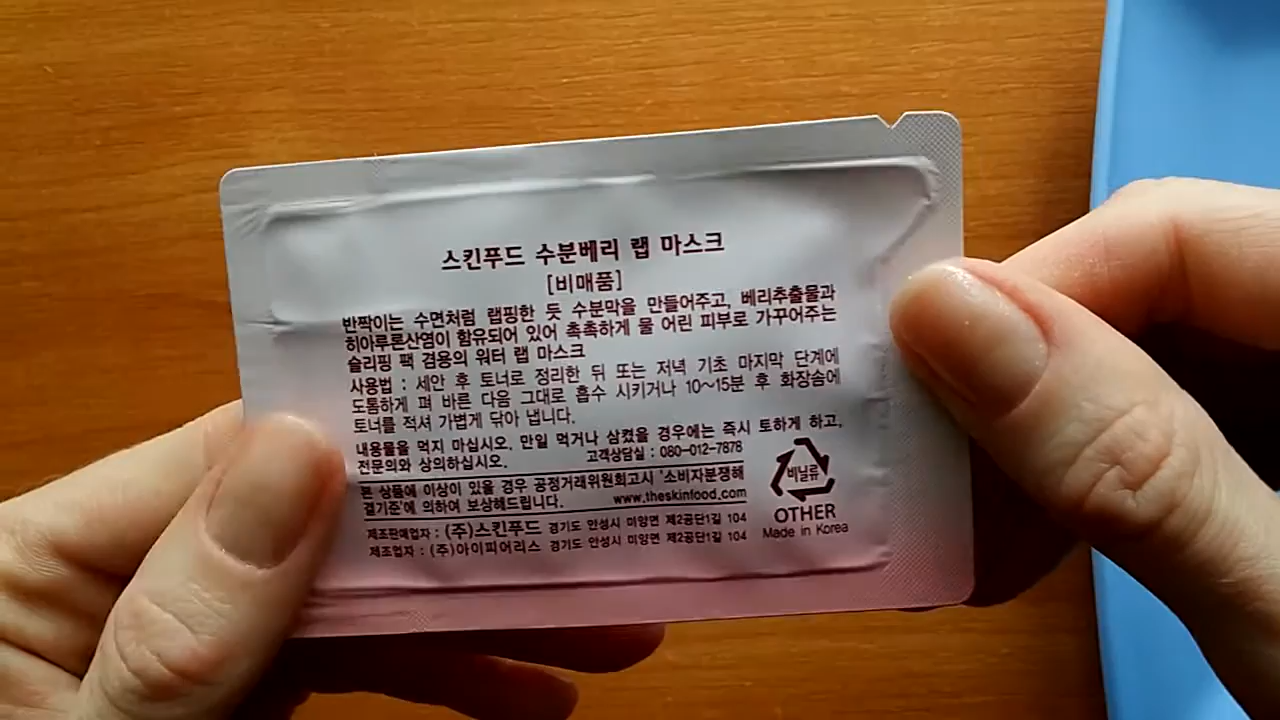 스킨푸드 수분베리 랩 마스크
[비매품]
반짝이는 수면처럼 랩핑한 듯 수분막을 만들어주고, 베리추출물과
히아루론산염이 함유되어 있어 촉촉하게 물 어린 피부로 가꾸어주는
슬리핑 팩 겸용의 워터 랩 마스크
사용법 : 세안 후 토너로 정리한 뒤 또는 저녁 기초 마지막 단계에
도톰하게 펴 바른 다음 그대로 흡수 시키거나 10~15분 후 화장솜에
토너를 적셔 가볍게 닦아 냅니다.
내용물을 먹지 마십시오. 만일 먹거나 삼켰을 경우에는 즉시 토하게 하고,
전문의와 상의하십시오. 고객상담실 : 080-012-7878
본 상품에 이상이 있을 경우 공정거래위원회고시 '소비자분쟁해
결기준'에 의하여 보상해드립니다. www.theskinfood.com
제조판매업자 : (주)스킨푸드 경기도 안성시 미양면 제2공단1길 104
제조업자 : (주)아이피어리스 경기도 안성시 미양면 제2공단1길 104
비닐류
OTHER
Made in Korea